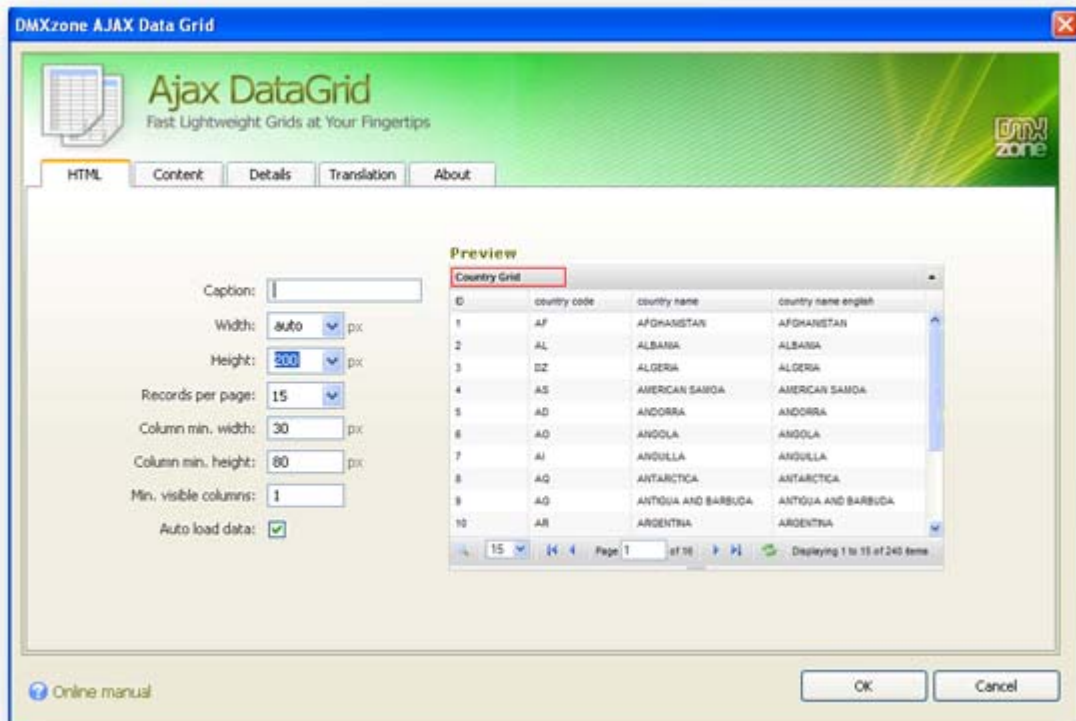 DMXzone AJAX Data Grid
Ajax DataGrid
Fast Lightweight Grids at Your Fingertips
DMX
zone
HTML Content Details Translation About
Caption:
Width: auto px
Height: 200 px
Records per page: 15
Column min. width: 30 px
Column min. height: 80 px
Min. visible columns: 1
Auto load data:
Preview
Country Grid
ID country code country name country name english
1 AF AFGHANISTAN AFGHANISTAN
2 AL ALBANIA ALBANIA
3 DZ ALGERIA ALGERIA
4 AS AMERICAN SAMOA AMERICAN SAMOA
5 AD ANDORRA ANDORRA
6 AO ANGOLA ANGOLA
7 AI ANGUILLA ANGUILLA
8 AQ ANTARCTICA ANTARCTICA
9 AG ANTIGUA AND BARBUDA ANTIGUA AND BARBUDA
10 AR ARGENTINA ARGENTINA
15 Page 1 of 16 Displaying 1 to 15 of 240 items
Online manual
OK Cancel